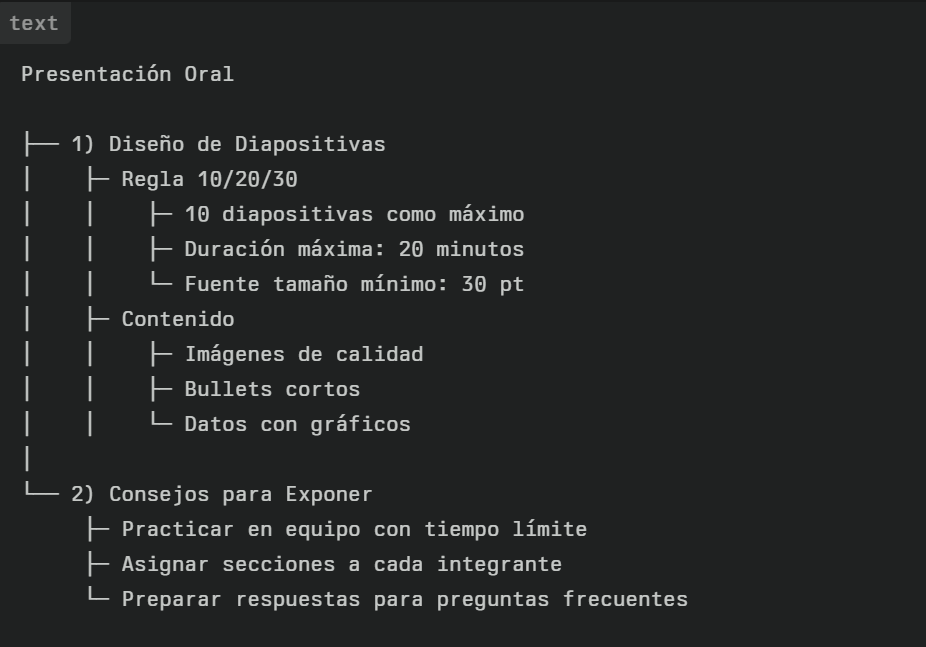 text
Presentación Oral
├── 1) Diseño de Diapositivas
│    ├─ Regla 10/20/30
│    │    ├─ 10 diapositivas como máximo
│    │    ├─ Duración máxima: 20 minutos
│    │    └─ Fuente tamaño mínimo: 30 pt
│    ├─ Contenido
│    │    ├─ Imágenes de calidad
│    │    ├─ Bullets cortos
│    │    └─ Datos con gráficos
│
└── 2) Consejos para Exponer
     ├─ Practicar en equipo con tiempo límite
     ├─ Asignar secciones a cada integrante
     └─ Preparar respuestas para preguntas frecuentes